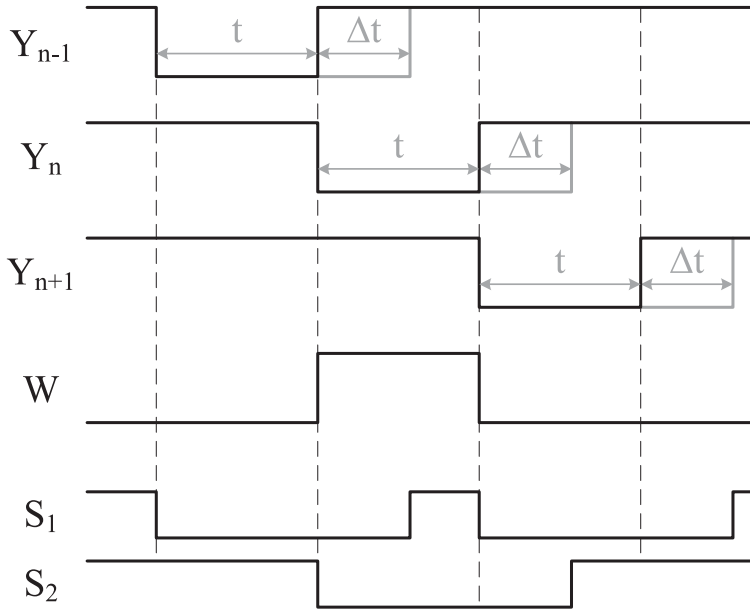 Yn-1 t Δt
Yn t Δt
Yn+1 t Δt
W
S1
S2